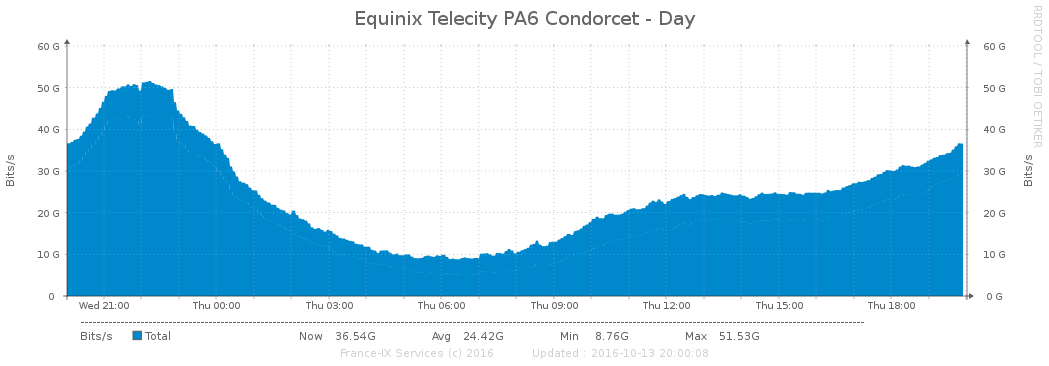 Equinix Telecity PA6 Condorcet - Day
RRDTOOL / TOBI OETIKER
Bits/s
Bits/s
60 G 60 G
50 G 50 G
40 G 40 G
30 G 30 G
20 G 20 G
10 G 10 G
0 0 G
Wed 21:00 Thu 00:00 Thu 03:00 Thu 06:00 Thu 09:00 Thu 12:00 Thu 15:00 Thu 18:00
Bits/s Total Now 36.54G Avg 24.42G Min 8.76G Max 51.53G
France-IX Services (c) 2016 Updated : 2016-10-13 20:00:08